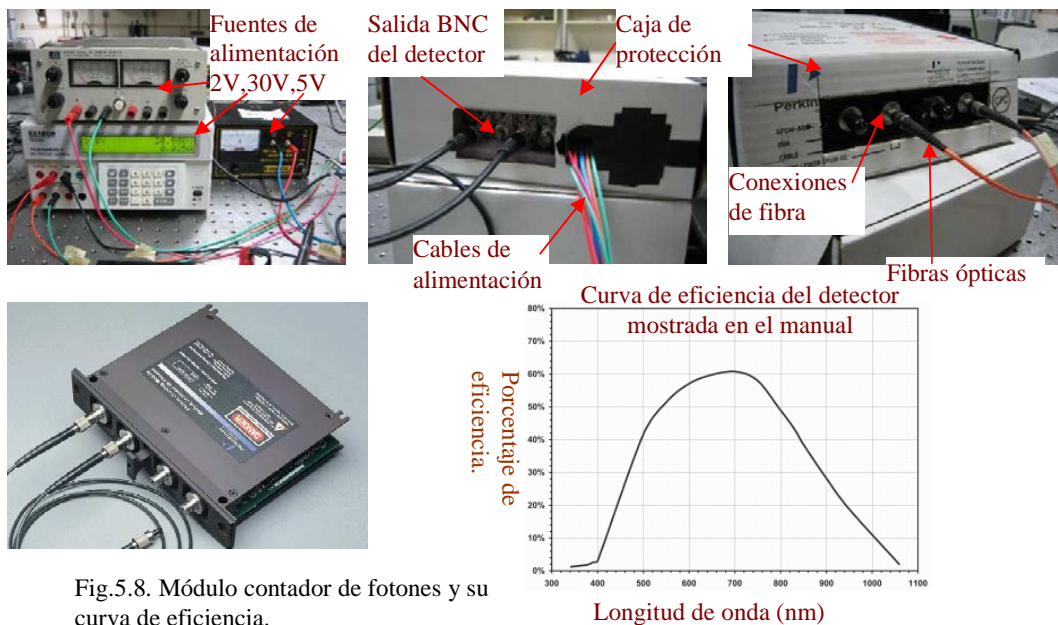 Fuentes de
alimentación
2V,30V,5V
Salida BNC
del detector
Caja de
protección
Perkin
Cables de
alimentación
Conexiones
de fibra
Fibras ópticas
DANGER
Curva de eficiencia del detector
mostrada en el manual
Porcentaje de
eficiencia.
80%
70%
60%
50%
40%
30%
20%
10%
0%
300 400 500 600 700 800 900 1000 1100
Longitud de onda (nm)
Fig.5.8. Módulo contador de fotones y su
curva de eficiencia.